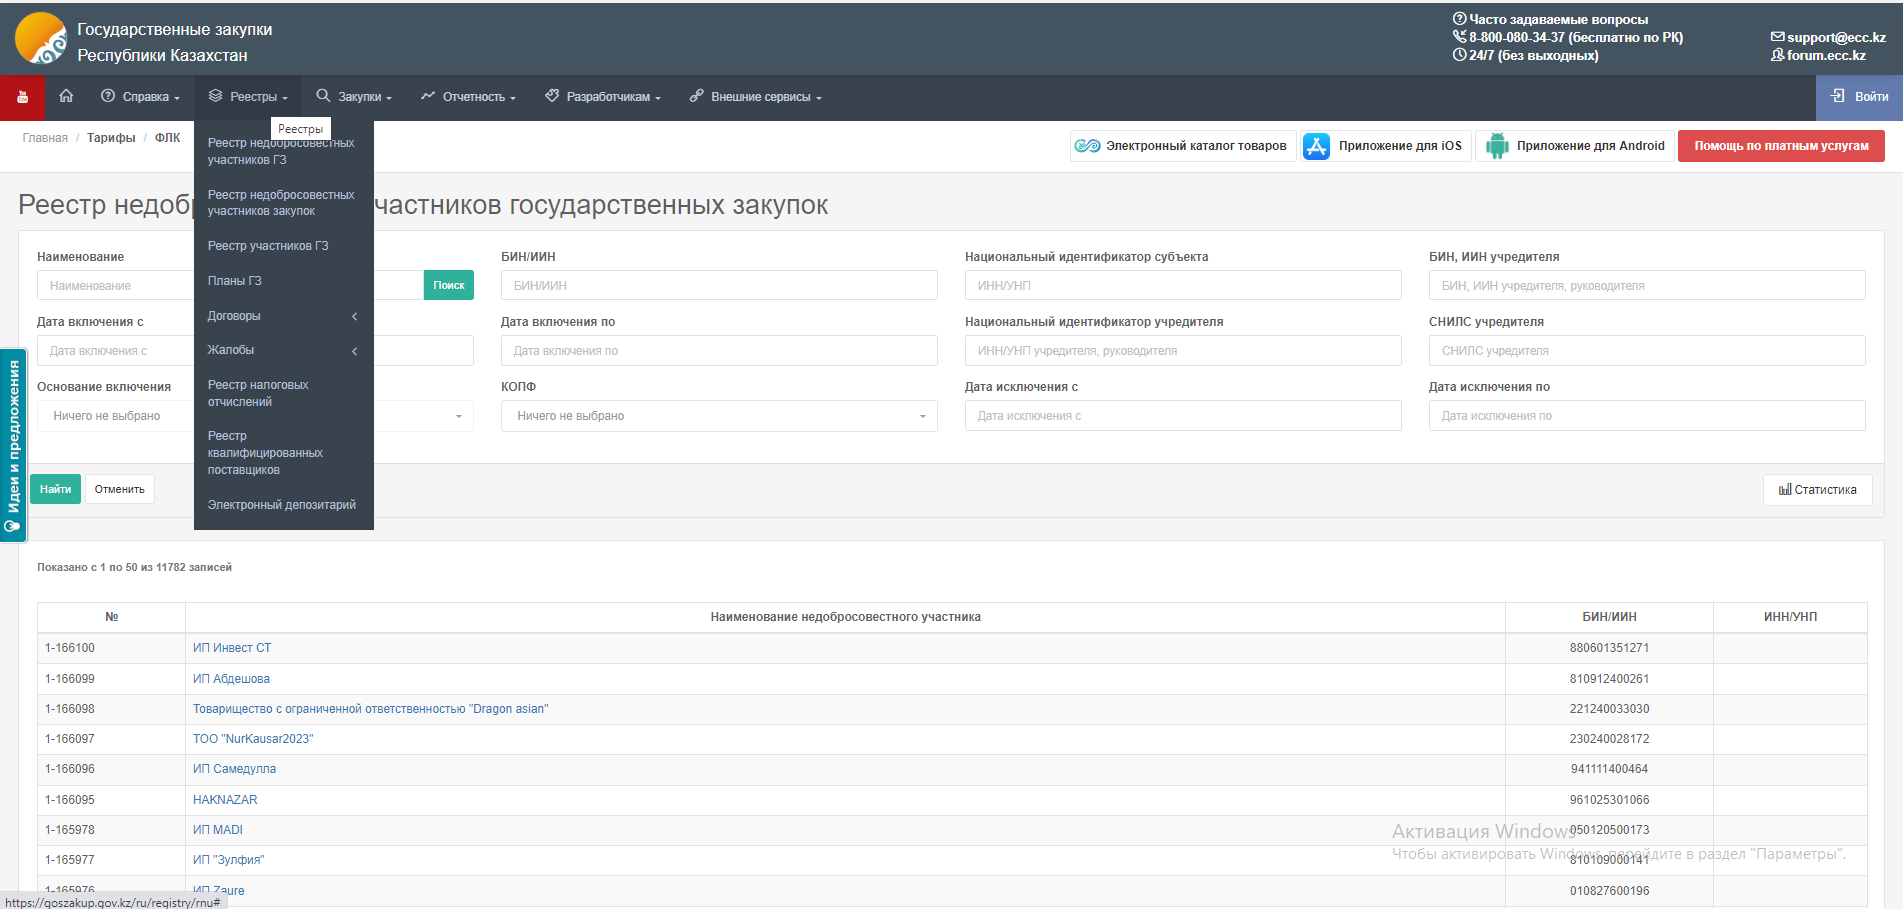 Государственные закупки
Республики Казахстан
Часто задаваемые вопросы
8-800-080-34-37 (бесплатно по РК)
24/7 (без выходных)
support@ecc.kz
forum.ecc.kz
Справка
Реестры
Закупки
Отчетность
Разработчикам
Внешние сервисы
Войти
Главная / Тарифы / ФЛК
Реестры
Электронный каталог товаров
Приложение для iOS
Приложение для Android
Помощь по платным услугам
Реестр недобросовестных
участников ГЗ
Реестр недобросовестных
участников закупок
Реестр участников ГЗ
Планы ГЗ
Договоры
Жалобы
Реестр налоговых
отчислений
Реестр
квалифицированных
поставщиков
Электронный депозитарий
Реестр недоб частников государственных закупок
Наименование
Наименование
Поиск
БИН/ИИН
БИН/ИИН
Национальный идентификатор субъекта
ИНН/УНП
БИН, ИИН учредителя
БИН, ИИН учредителя, руководителя
Дата включения с
Дата включения с
Дата включения по
Дата включения по
Национальный идентификатор учредителя
ИНН/УНП учредителя, руководителя
СНИЛС учредителя
СНИЛС учредителя
Основание включения
Ничего не выбрано
КОПФ
Ничего не выбрано
Дата исключения с
Дата исключения с
Дата исключения по
Дата исключения по
Идеи и предложения
Найти
Отменить
Статистика
Показано с 1 по 50 из 11782 записей
№ Наименование недобросовестного участника БИН/ИИН ИНН/УНП
1-166100 ИП Инвест СТ 880601351271
1-166099 ИП Абдешова 810912400261
1-166098 Товарищество с ограниченной ответственностью "Dragon asian" 221240033030
1-166097 ТОО "NurKausar2023" 230240028172
1-166096 ИП Самедулла 941111400464
1-166095 HAKNAZAR 961025301066
1-165978 ИП MADI 050120500173
1-165977 ИП "Зулфия" 810109000141
1-165976 ИП Zaure 010827600196
Активация Windows
Чтобы активировать Windows, перейдите в раздел "Параметры".
https://goszakup.gov.kz/ru/registry/rnu#